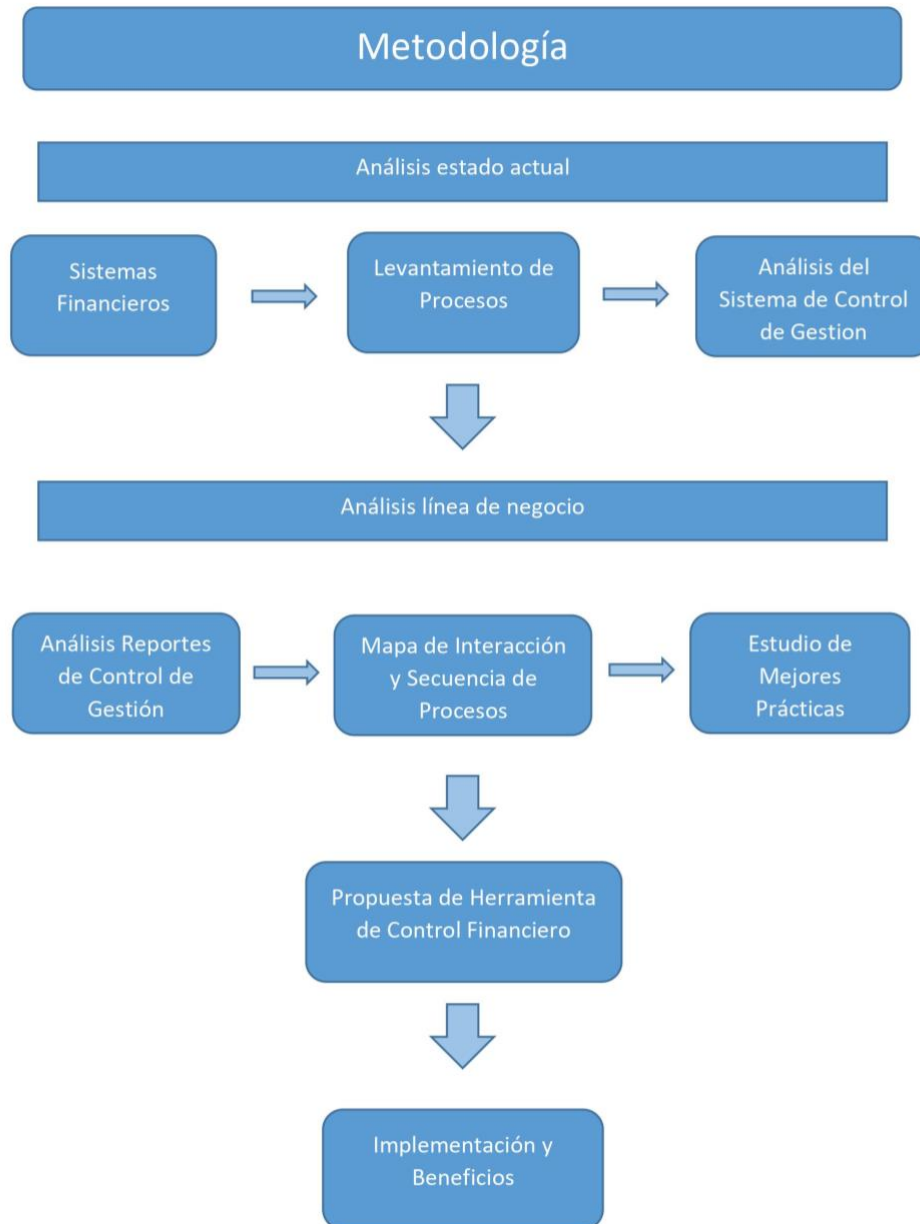 Metodología
Análisis estado actual
Sistemas
Financieros
Levantamiento de
Procesos
Análisis del
Sistema de Control
de Gestion
Análisis línea de negocio
Análisis Reportes
de Control de
Gestión
Mapa de Interacción
y Secuencia de
Procesos
Estudio de
Mejores
Prácticas
Propuesta de Herramienta
de Control Financiero
Implementación y
Beneficios